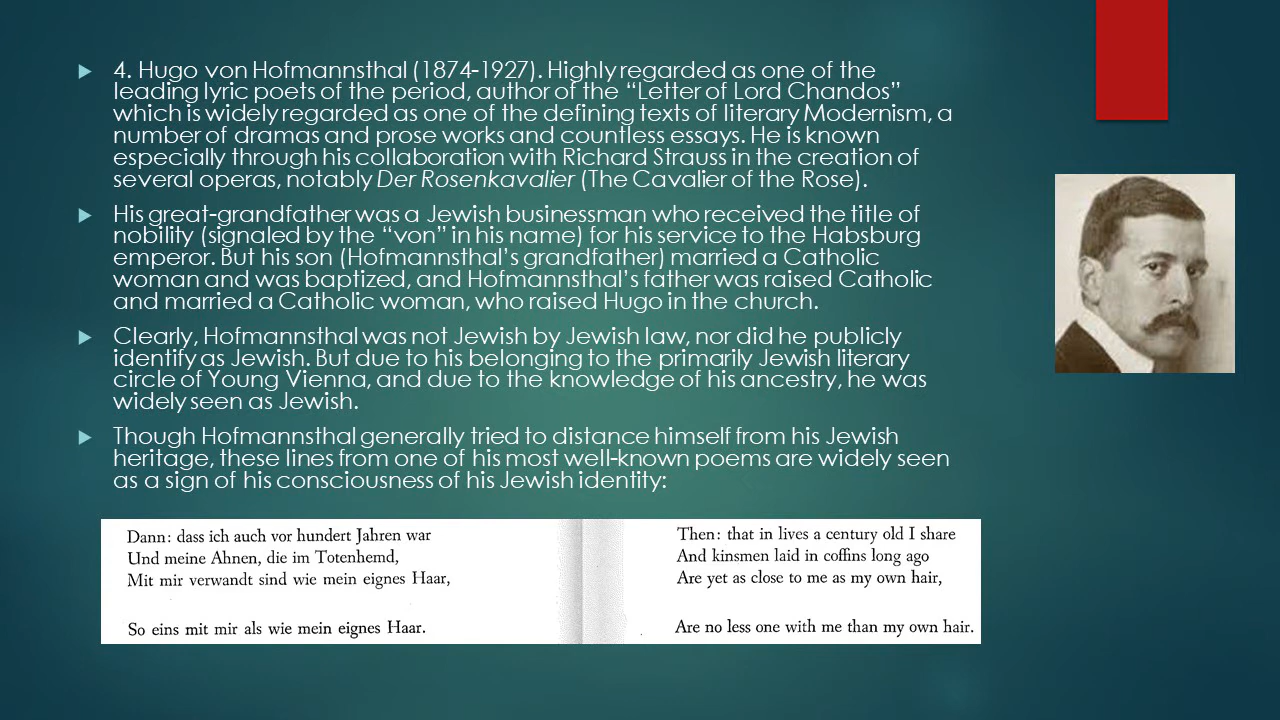 4. Hugo von Hofmannsthal (1874-1927). Highly regarded as one of the
leading lyric poets of the period, author of the “Letter of Lord Chandos”
which is widely regarded as one of the defining texts of literary Modernism, a
number of dramas and prose works and countless essays. He is known
especially through his collaboration with Richard Strauss in the creation of
several operas, notably Der Rosenkavalier (The Cavalier of the Rose).
His great-grandfather was a Jewish businessman who received the title of
nobility (signaled by the “von” in his name) for his service to the Habsburg
emperor. But his son (Hofmannsthal’s grandfather) married a Catholic
woman and was baptized, and Hofmannsthal’s father was raised Catholic
and married a Catholic woman, who raised Hugo in the church.
Clearly, Hofmannsthal was not Jewish by Jewish law, nor did he publicly
identify as Jewish. But due to his belonging to the primarily Jewish literary
circle of Young Vienna, and due to the knowledge of his ancestry, he was
widely seen as Jewish.
Though Hofmannsthal generally tried to distance himself from his Jewish
heritage, these lines from one of his most well-known poems are widely seen
as a sign of his consciousness of his Jewish identity:
Dann: dass ich auch vor hundert Jahren war
Und meine Ahnen, die im Totenhemd,
Mit mir verwandt sind wie mein eignes Haar,
So eins mit mir als wie mein eignes Haar.
Then: that in lives a century old I share
And kinsmen laid in coffins long ago
Are yet as close to me as my own hair,
Are no less one with me than my own hair.